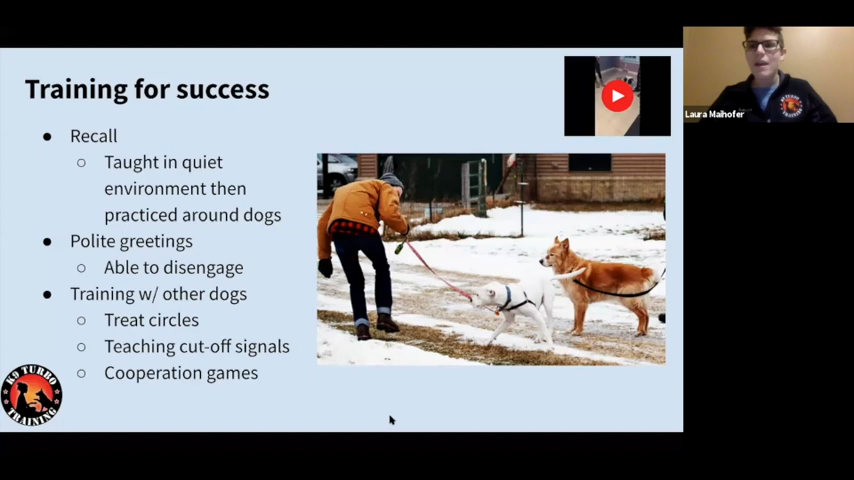 Training for success
● Recall
○ Taught in quiet
environment then
practiced around dogs
● Polite greetings
○ Able to disengage
● Training w/ other dogs
○ Treat circles
○ Teaching cut-off signals
○ Cooperation games
K9 TURBO
TRAINING
Laura Maihofer